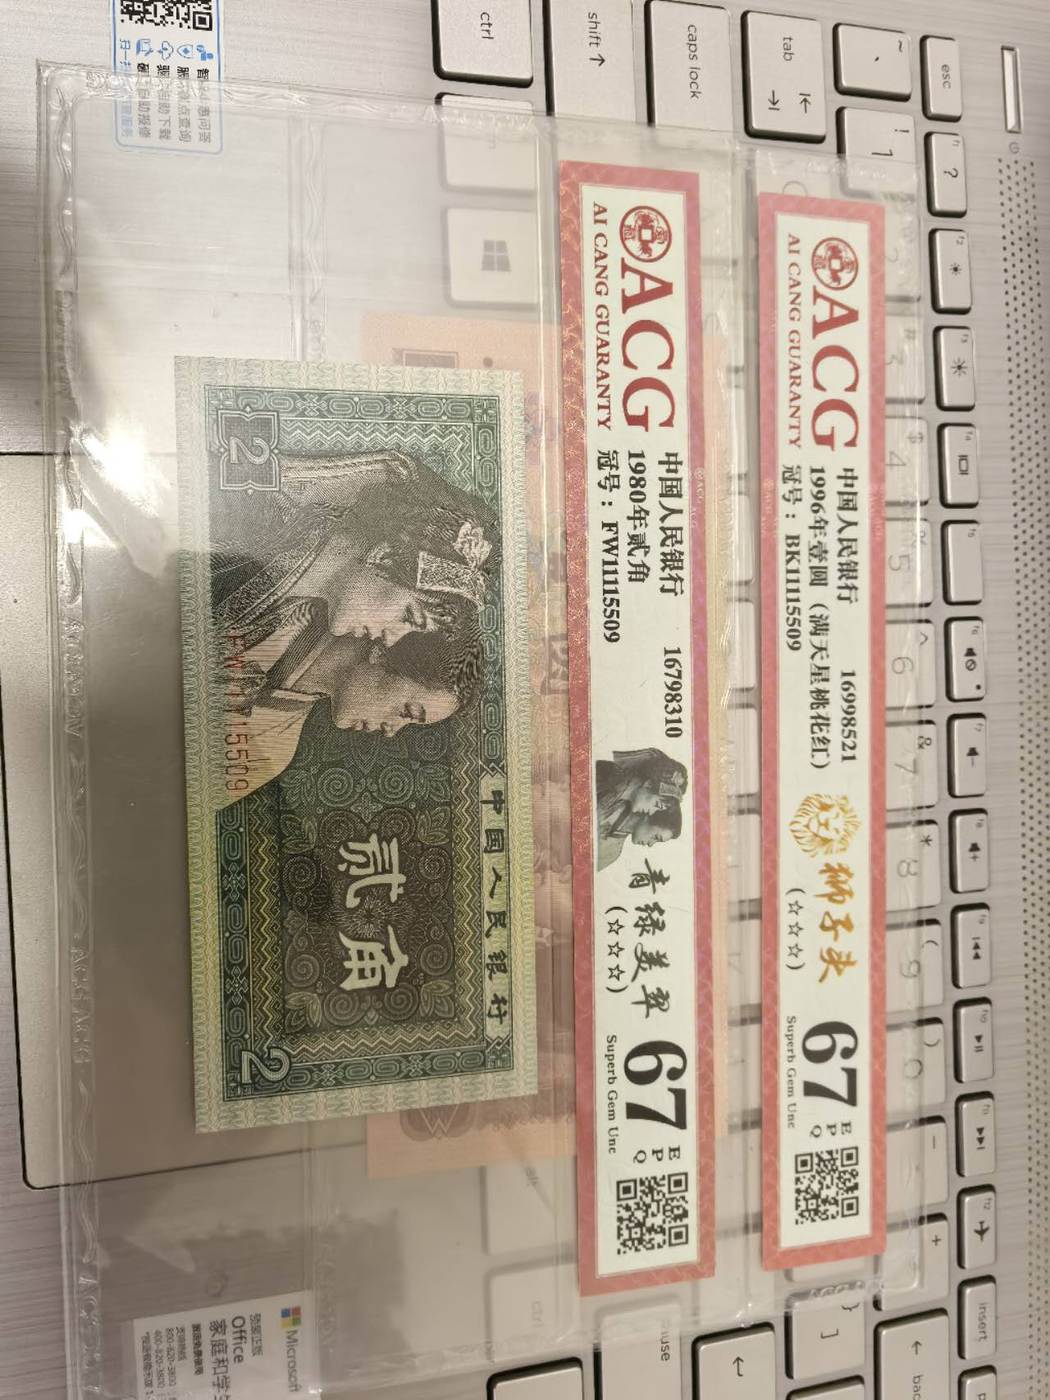 ACG
AI CANG GUARANTY
中国人民银行 16998521
1996年壹圆（满天星桃花红）
冠号：BK11115509
狮子头
(☆☆☆)
67
EPQ
Superb Gem Unc
ACG
AI CANG GUARANTY
中国人民银行 16798310
1980年贰角
冠号：FW11115509
青绿美翠
(☆☆☆)
67
EPQ
Superb Gem Unc
中国人民银行
贰角
2
2
FW11115509
esc
tab
caps lock
shift
ctrl
insert
ctrl
Microsoft
Office
家庭和学生